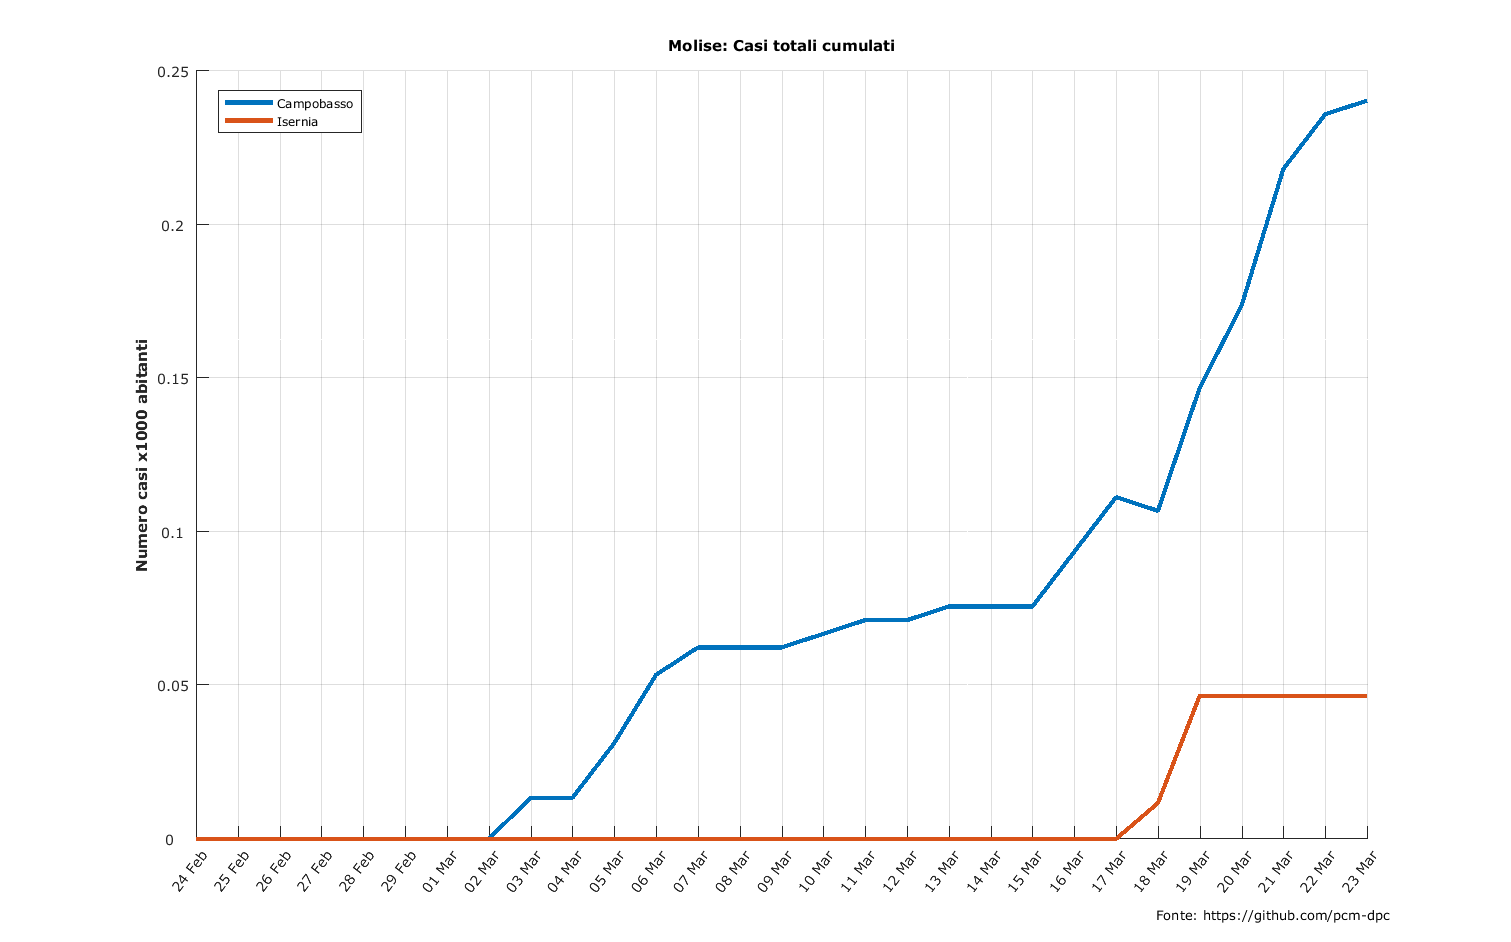 Molise: Casi totali cumulati
Numero casi x1000 abitanti
0.25
0.2
0.15
0.1
0.05
0
Campobasso
Isernia
24 Feb
25 Feb
26 Feb
27 Feb
28 Feb
29 Feb
01 Mar
02 Mar
03 Mar
04 Mar
05 Mar
06 Mar
07 Mar
08 Mar
09 Mar
10 Mar
11 Mar
12 Mar
13 Mar
14 Mar
15 Mar
16 Mar
17 Mar
18 Mar
19 Mar
20 Mar
21 Mar
22 Mar
23 Mar
Fonte: https://github.com/pcm-dpc